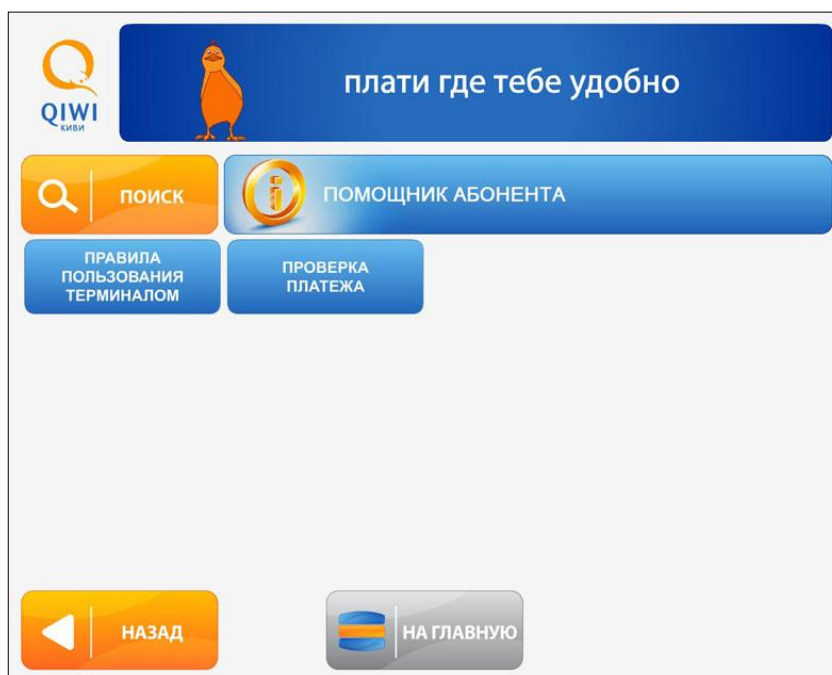 QIWI
КИВИ
плати где тебе удобно
ПОИСК
ПОМОЩНИК АБОНЕНТА
ПРАВИЛА
ПОЛЬЗОВАНИЯ
ТЕРМИНАЛОМ
ПРОВЕРКА
ПЛАТЕЖА
НАЗАД
НА ГЛАВНУЮ